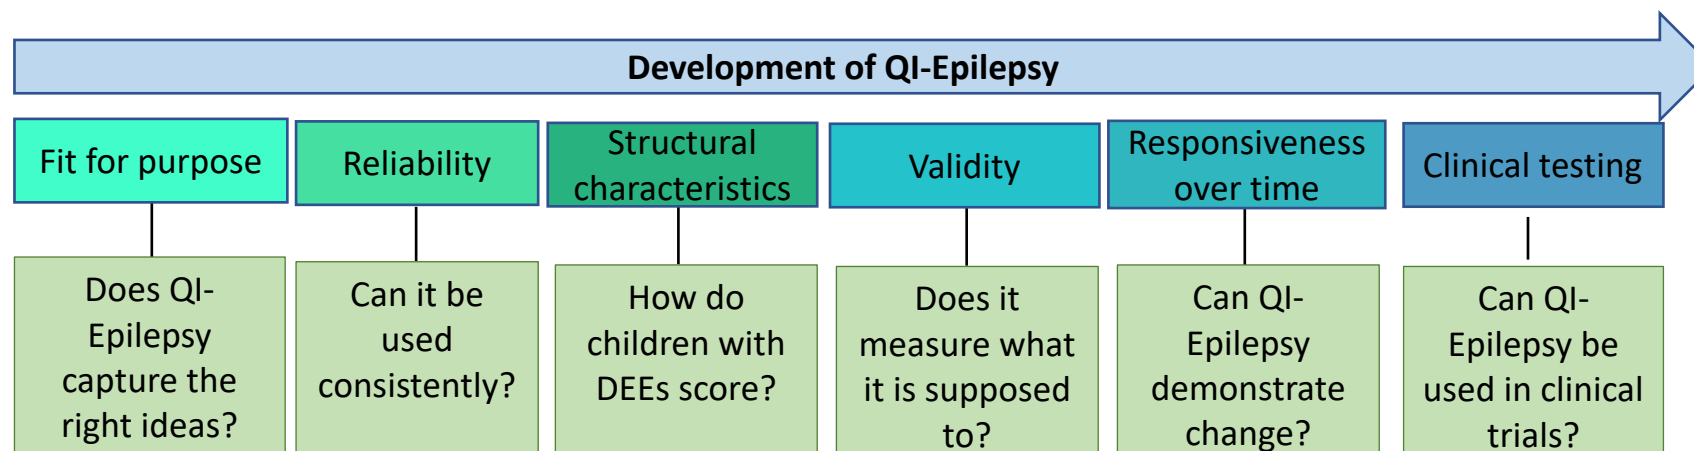 Development of QI-Epilepsy
Fit for purpose
Reliability
Structural
characteristics
Validity
Responsiveness
over time
Clinical testing
Does QI-
Epilepsy
capture the
right ideas?
Can it be
used
consistently?
How do
children with
DEEs score?
Does it
measure what
it is supposed
to?
Can QI-
Epilepsy
demonstrate
change?
Can QI-
Epilepsy be
used in clinical
trials?